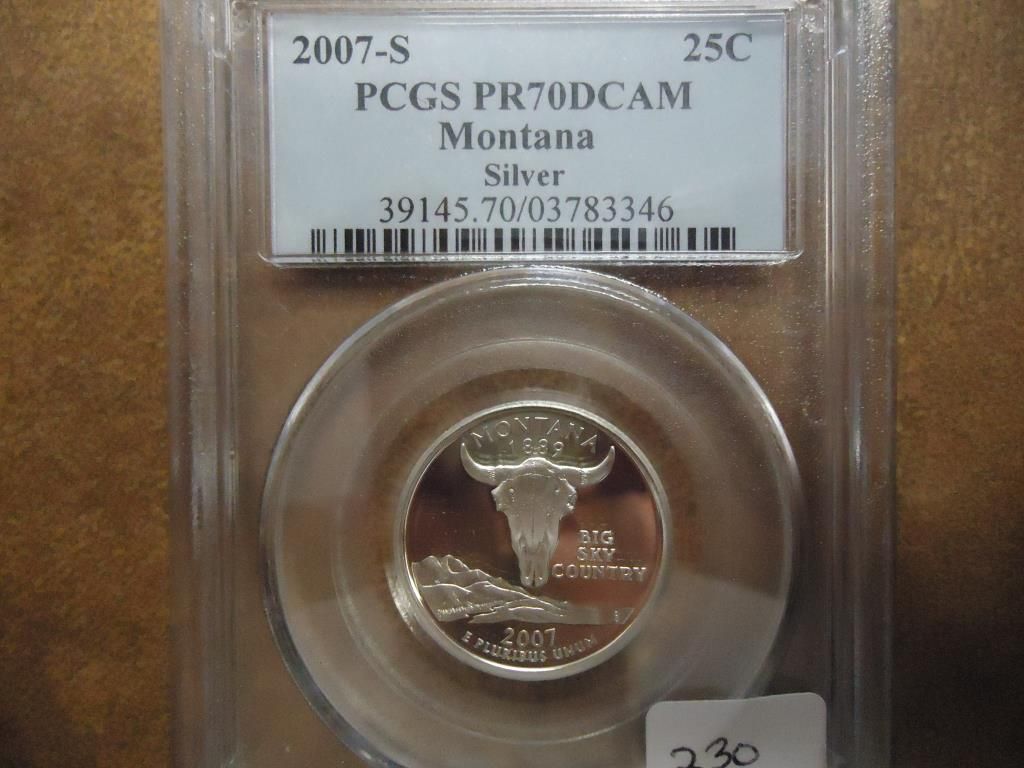 2007-S 25C
PCGS PR70DCAM
Montana
Silver
39145.70/03783346
MONTANA
1889
BIG
SKY
COUNTRY
2007
E PLURIBUS UNUM
230